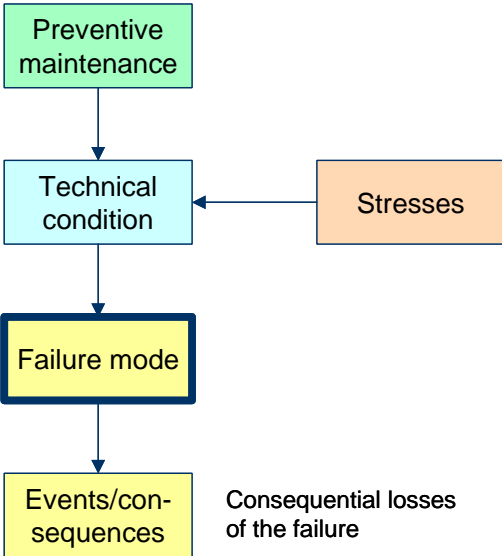 Preventive
maintenance
Technical
condition
Stresses
Failure mode
Events/con-
sequences
Consequential losses
of the failure